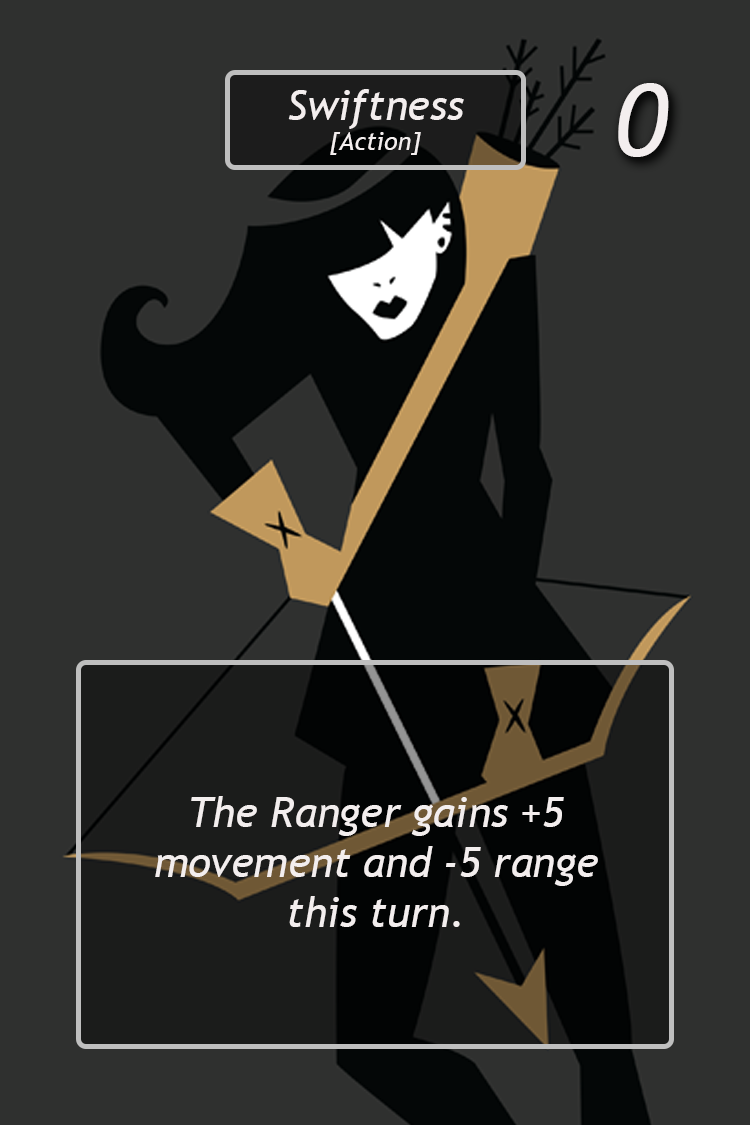 Swiftness
[Action]
0
The Ranger gains +5
movement and -5 range
this turn.